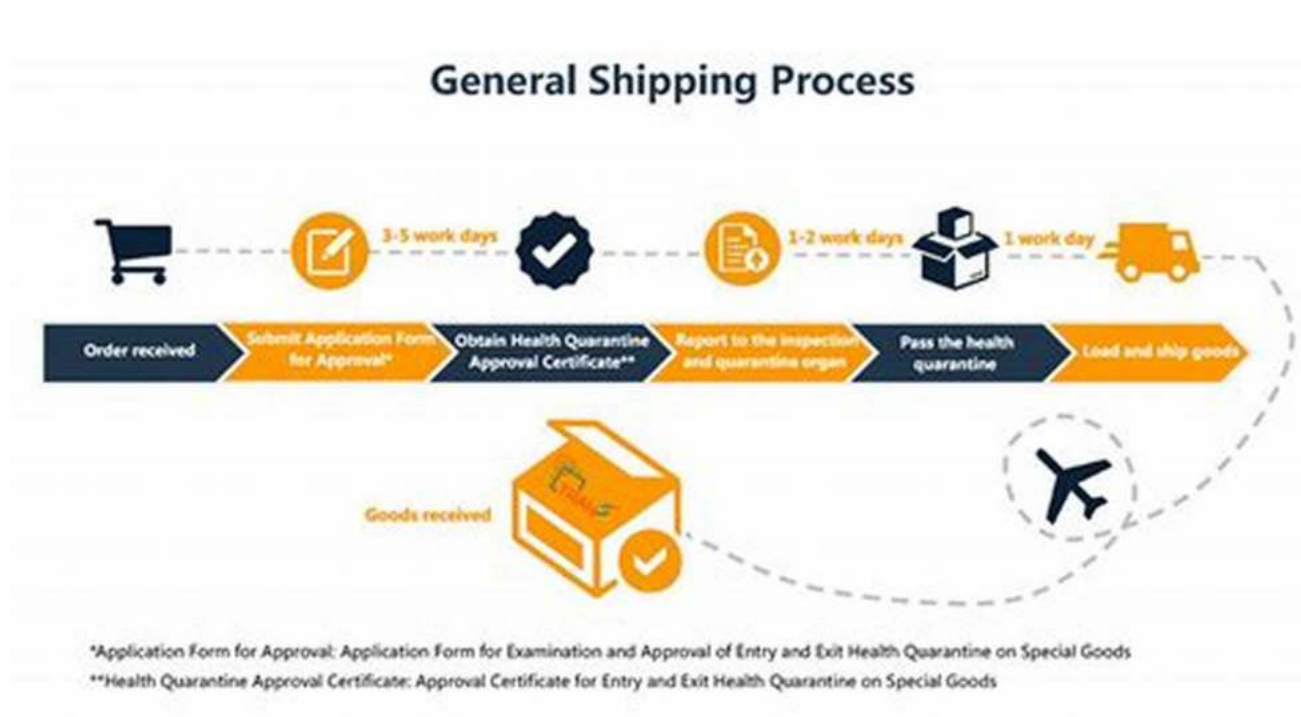 General Shipping Process
3-5 work days
1-2 work days
1 work day
Order received
Submit Application Form
for Approval*
Obtain Health Quarantine
Approval Certificate**
Report to the inspection
and quarantine organ
Pass the health
quarantine
Load and ship goods
Goods received
*Application Form for Approval: Application Form for Examination and Approval of Entry and Exit Health Quarantine on Special Goods
**Health Quarantine Approval Certificate: Approval Certificate for Entry and Exit Health Quarantine on Special Goods